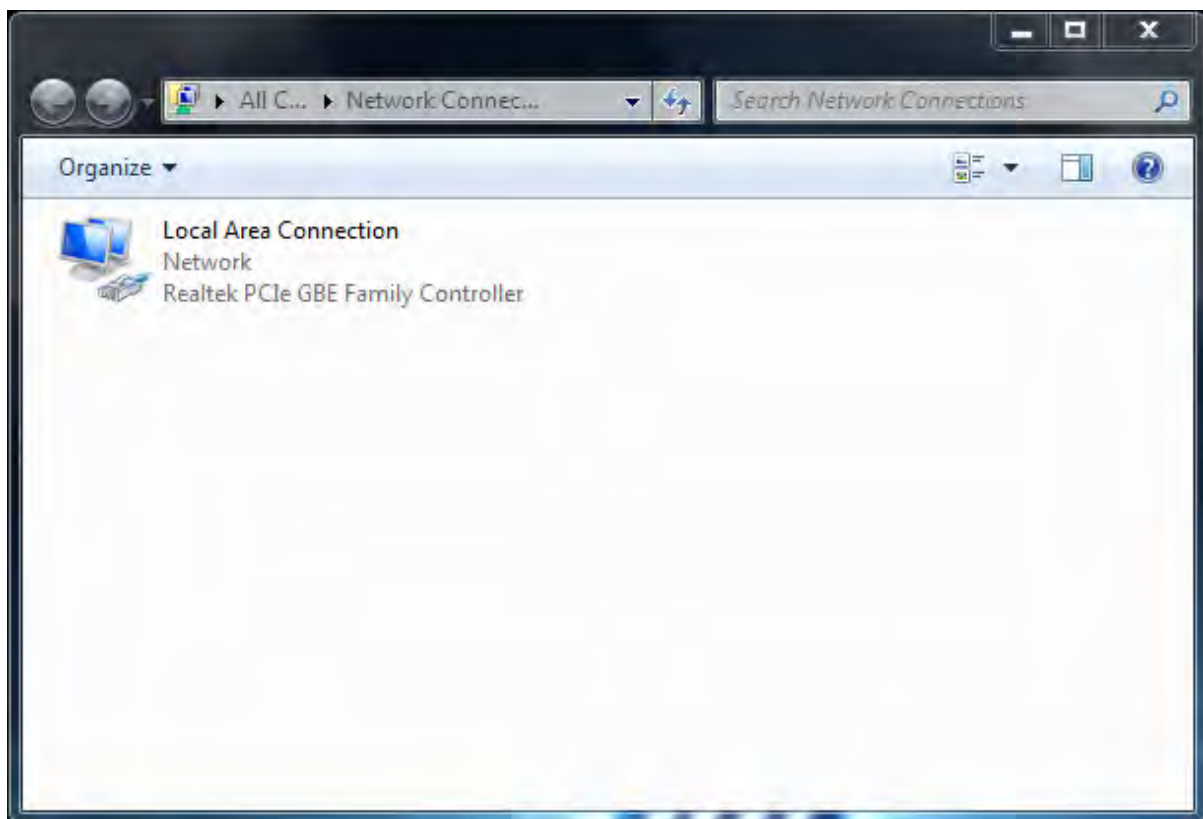 All C... Network Connec...
Search Network Connections
Organize
Local Area Connection
Network
Realtek PCIe GBE Family Controller